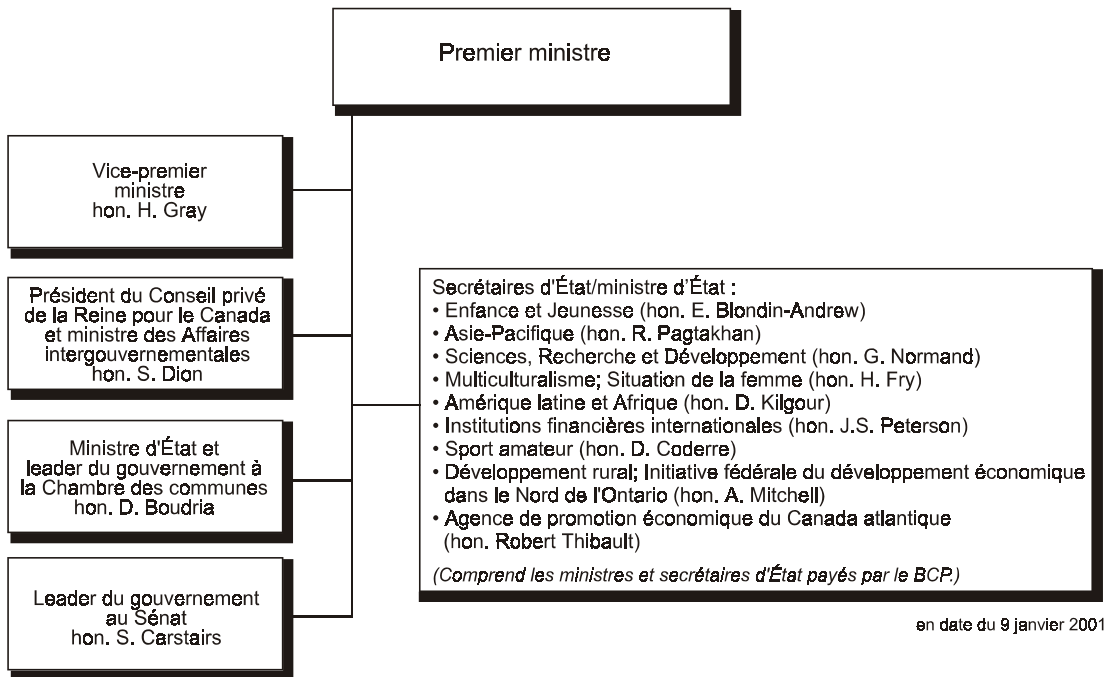 Premier ministre
Vice-premier
ministre
hon. H. Gray
Président du Conseil privé
de la Reine pour le Canada
et ministre des Affaires
intergouvernementales
hon. S. Dion
Ministre d'État et
leader du gouvernement à
la Chambre des communes
hon. D. Boudria
Leader du gouvernement
au Sénat
hon. S. Carstairs
Secrétaires d'État/ministre d'État :
• Enfance et Jeunesse (hon. E. Blondin-Andrew)
• Asie-Pacifique (hon. R. Pagtakhan)
• Sciences, Recherche et Développement (hon. G. Normand)
• Multiculturalisme; Situation de la femme (hon. H. Fry)
• Amérique latine et Afrique (hon. D. Kilgour)
• Institutions financières internationales (hon. J.S. Peterson)
• Sport amateur (hon. D. Coderre)
• Développement rural; Initiative fédérale du développement économique
dans le Nord de l'Ontario (hon. A. Mitchell)
• Agence de promotion économique du Canada atlantique
(hon. Robert Thibault)
(Comprend les ministres et secrétaires d'État payés par le BCP.)
en date du 9 janvier 2001